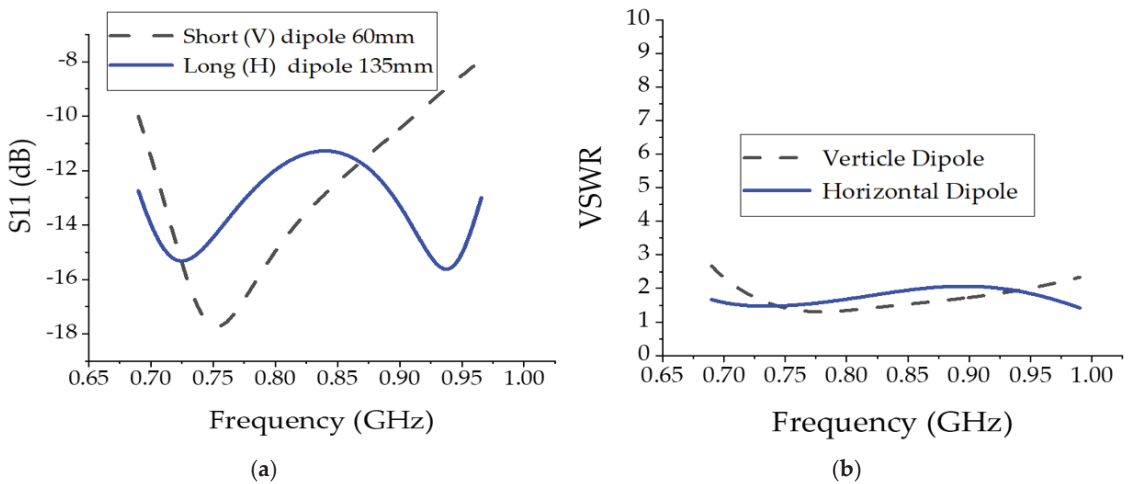 Short (V) dipole 60mm
Long (H) dipole 135mm
-8
-10
-12
-14
-16
-18
S11 (dB)
0.65 0.70 0.75 0.80 0.85 0.90 0.95 1.00
Frequency (GHz)
(a)
10
9
8
7
6
5
4
3
2
1
0
VSWR
Verticle Dipole
Horizontal Dipole
0.65 0.70 0.75 0.80 0.85 0.90 0.95 1.00
Frequency (GHz)
(b)